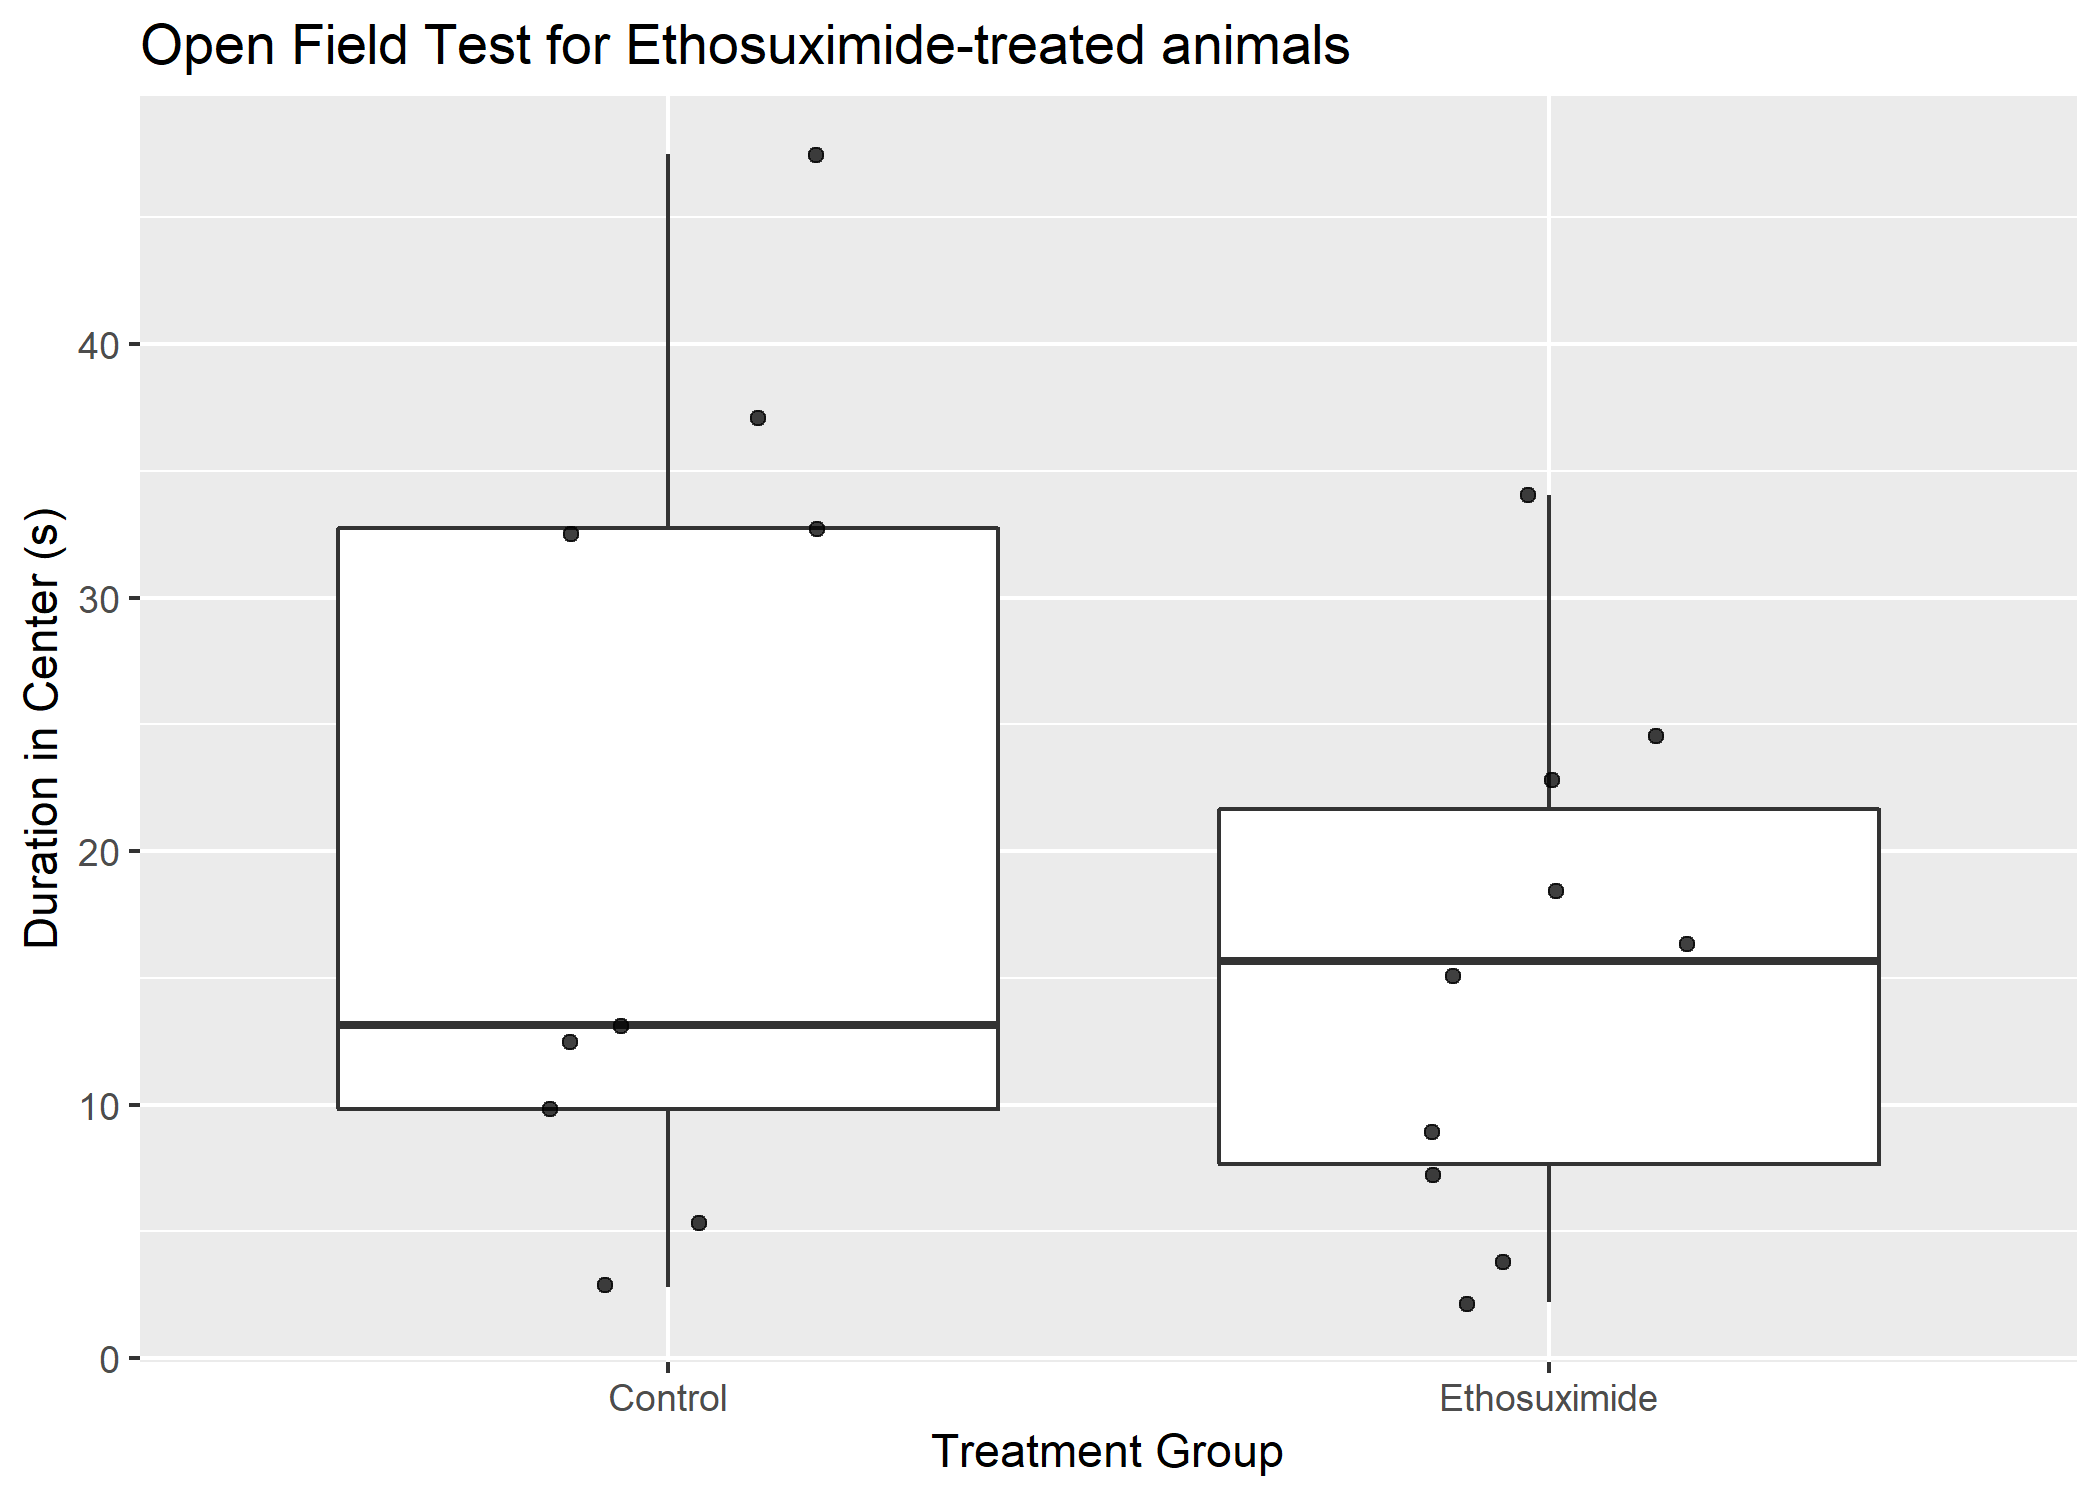 Open Field Test for Ethosuximide-treated animals
Duration in Center (s)
40
30
20
10
0
Control
Ethosuximide
Treatment Group